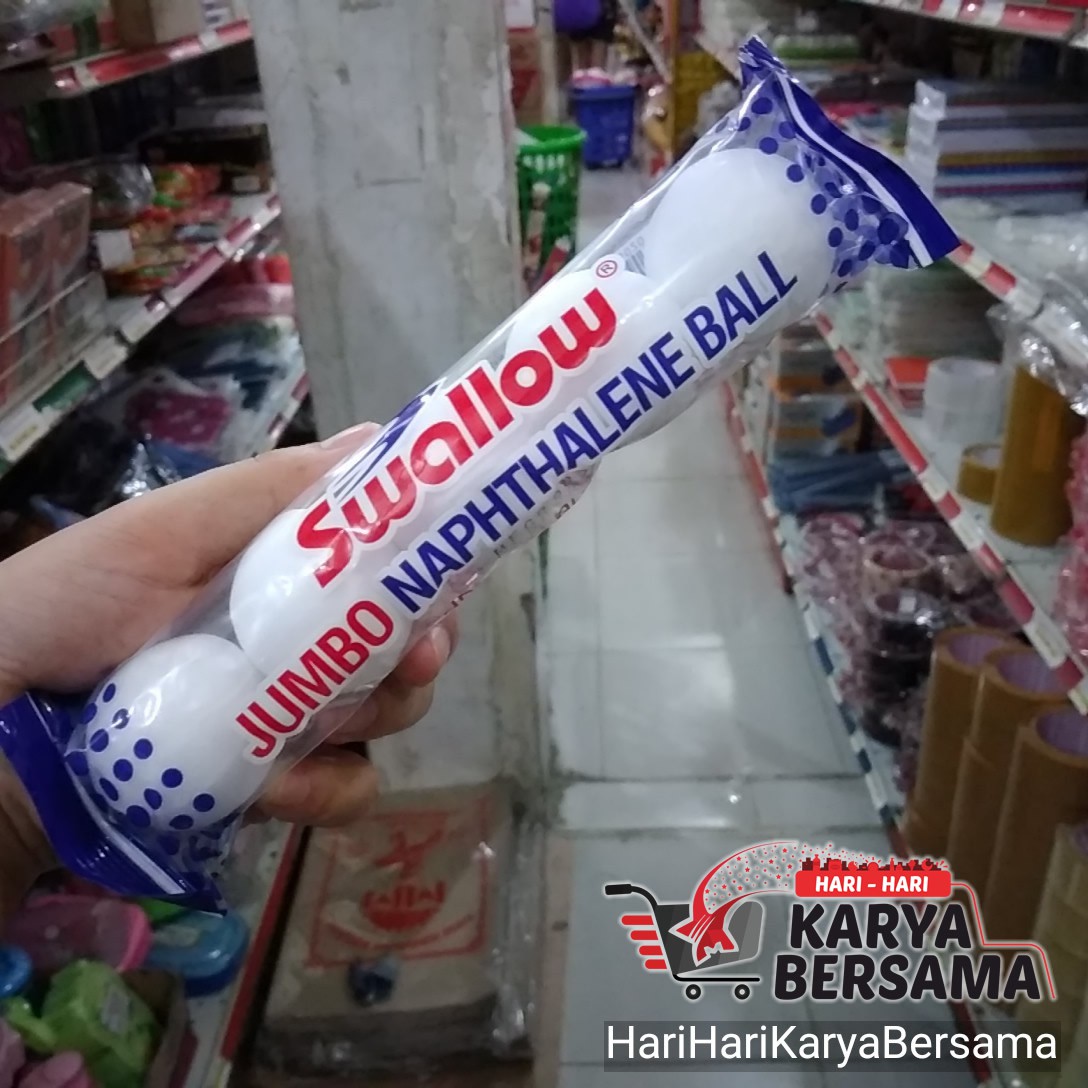 Swallow®
JUMBO NAPHTHALENE BALL
HARI - HARI
KARYA
BERSAMA
HariHariKaryaBersama